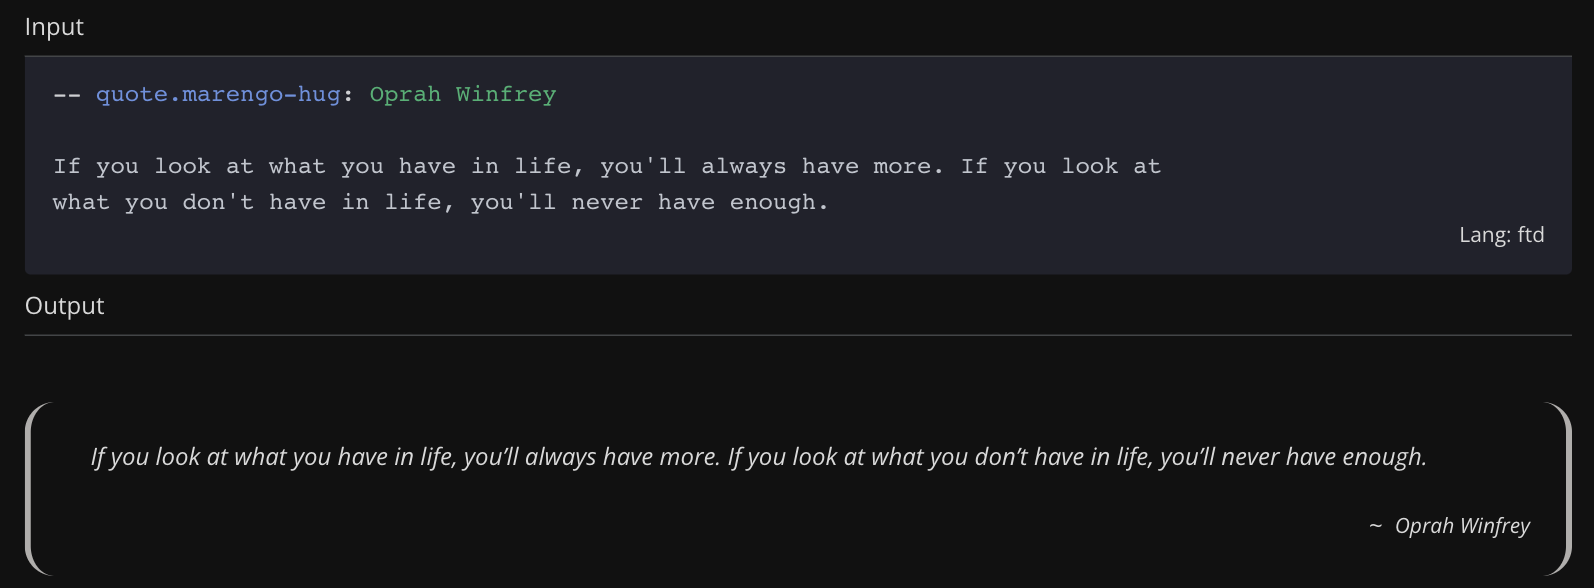 Input
-- quote.marengo-hug: Oprah Winfrey
If you look at what you have in life, you'll always have more. If you look at
what you don't have in life, you'll never have enough.
Lang: ftd
Output
If you look at what you have in life, you’ll always have more. If you look at what you don’t have in life, you’ll never have enough.
~ Oprah Winfrey